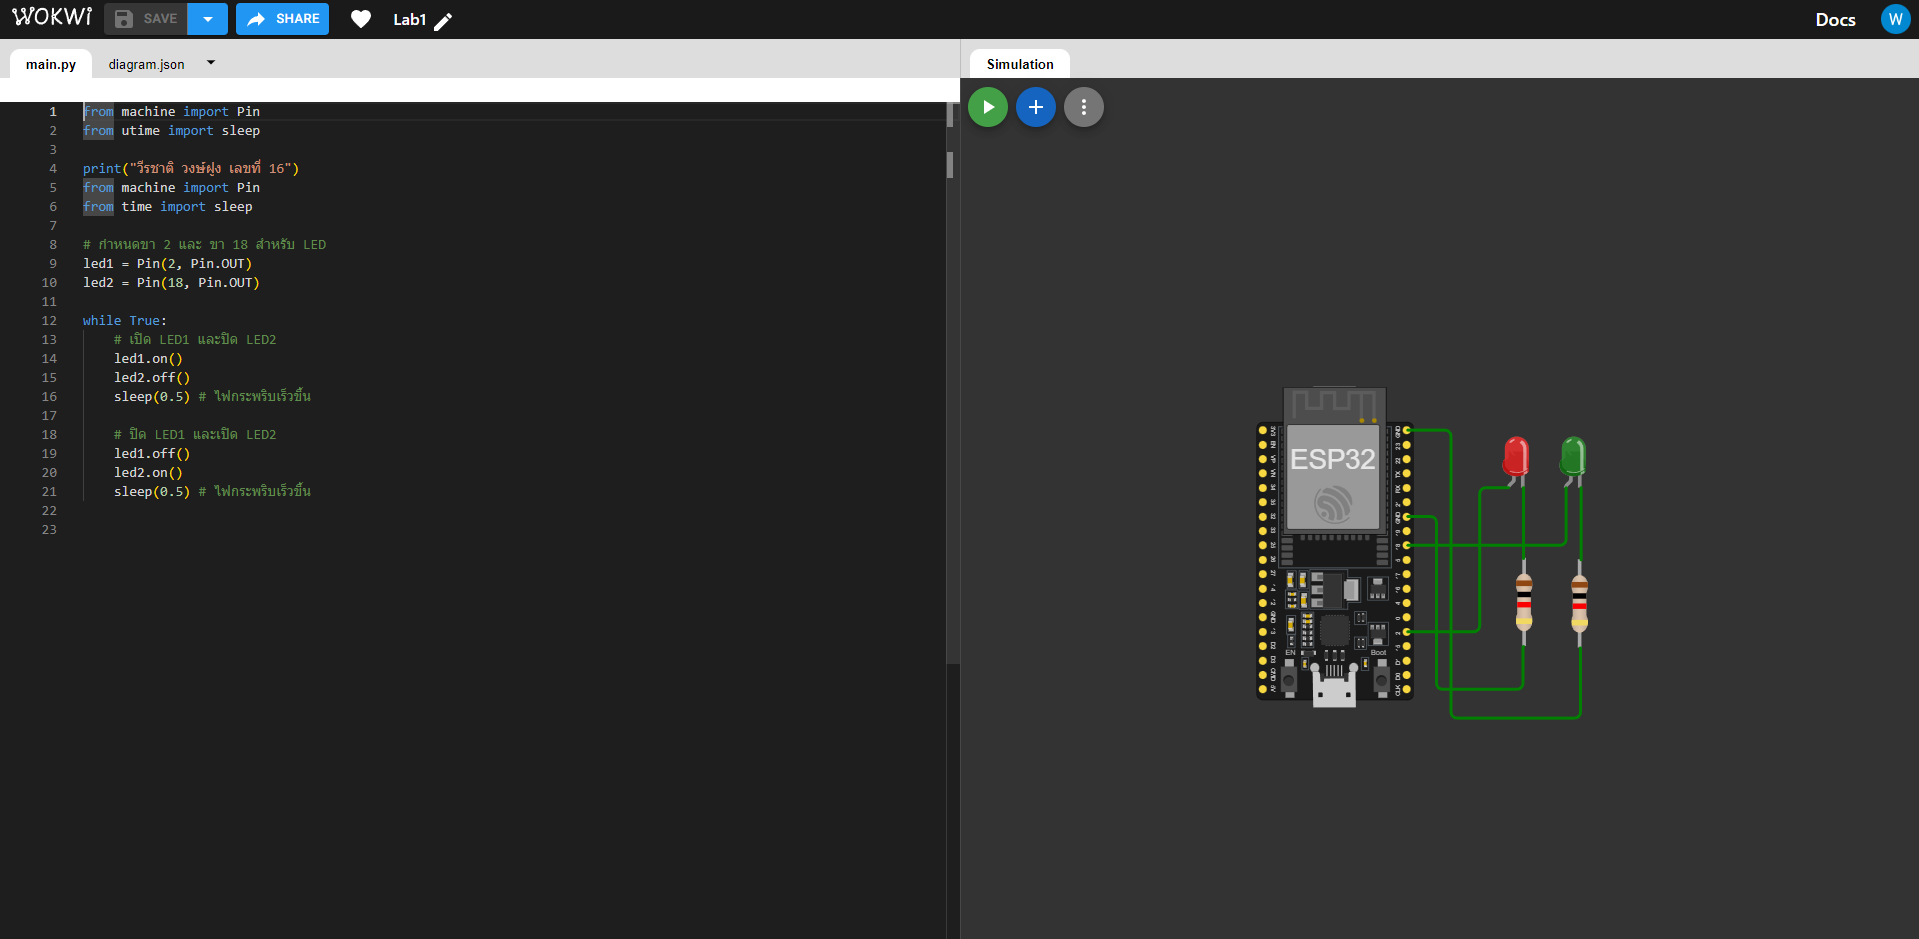 WOKWi
SAVE
SHARE
Lab1
Docs
W
main.py
diagram.json
Simulation
1 from machine import Pin
2 from utime import sleep
3
4 print("วีรชาติ วงษ์ฝูง เลขที่ 16")
5 from machine import Pin
6 from time import sleep
7
8 # กำหนดขา 2 และ ขา 18 สำหรับ LED
9 led1 = Pin(2, Pin.OUT)
10 led2 = Pin(18, Pin.OUT)
11
12 while True:
13 # เปิด LED1 และปิด LED2
14 led1.on()
15 led2.off()
16 sleep(0.5) # ไฟกระพริบเร็วขึ้น
17
18 # ปิด LED1 และเปิด LED2
19 led1.off()
20 led2.on()
21 sleep(0.5) # ไฟกระพริบเร็วขึ้น
22
23
ESP32
EN
Boot